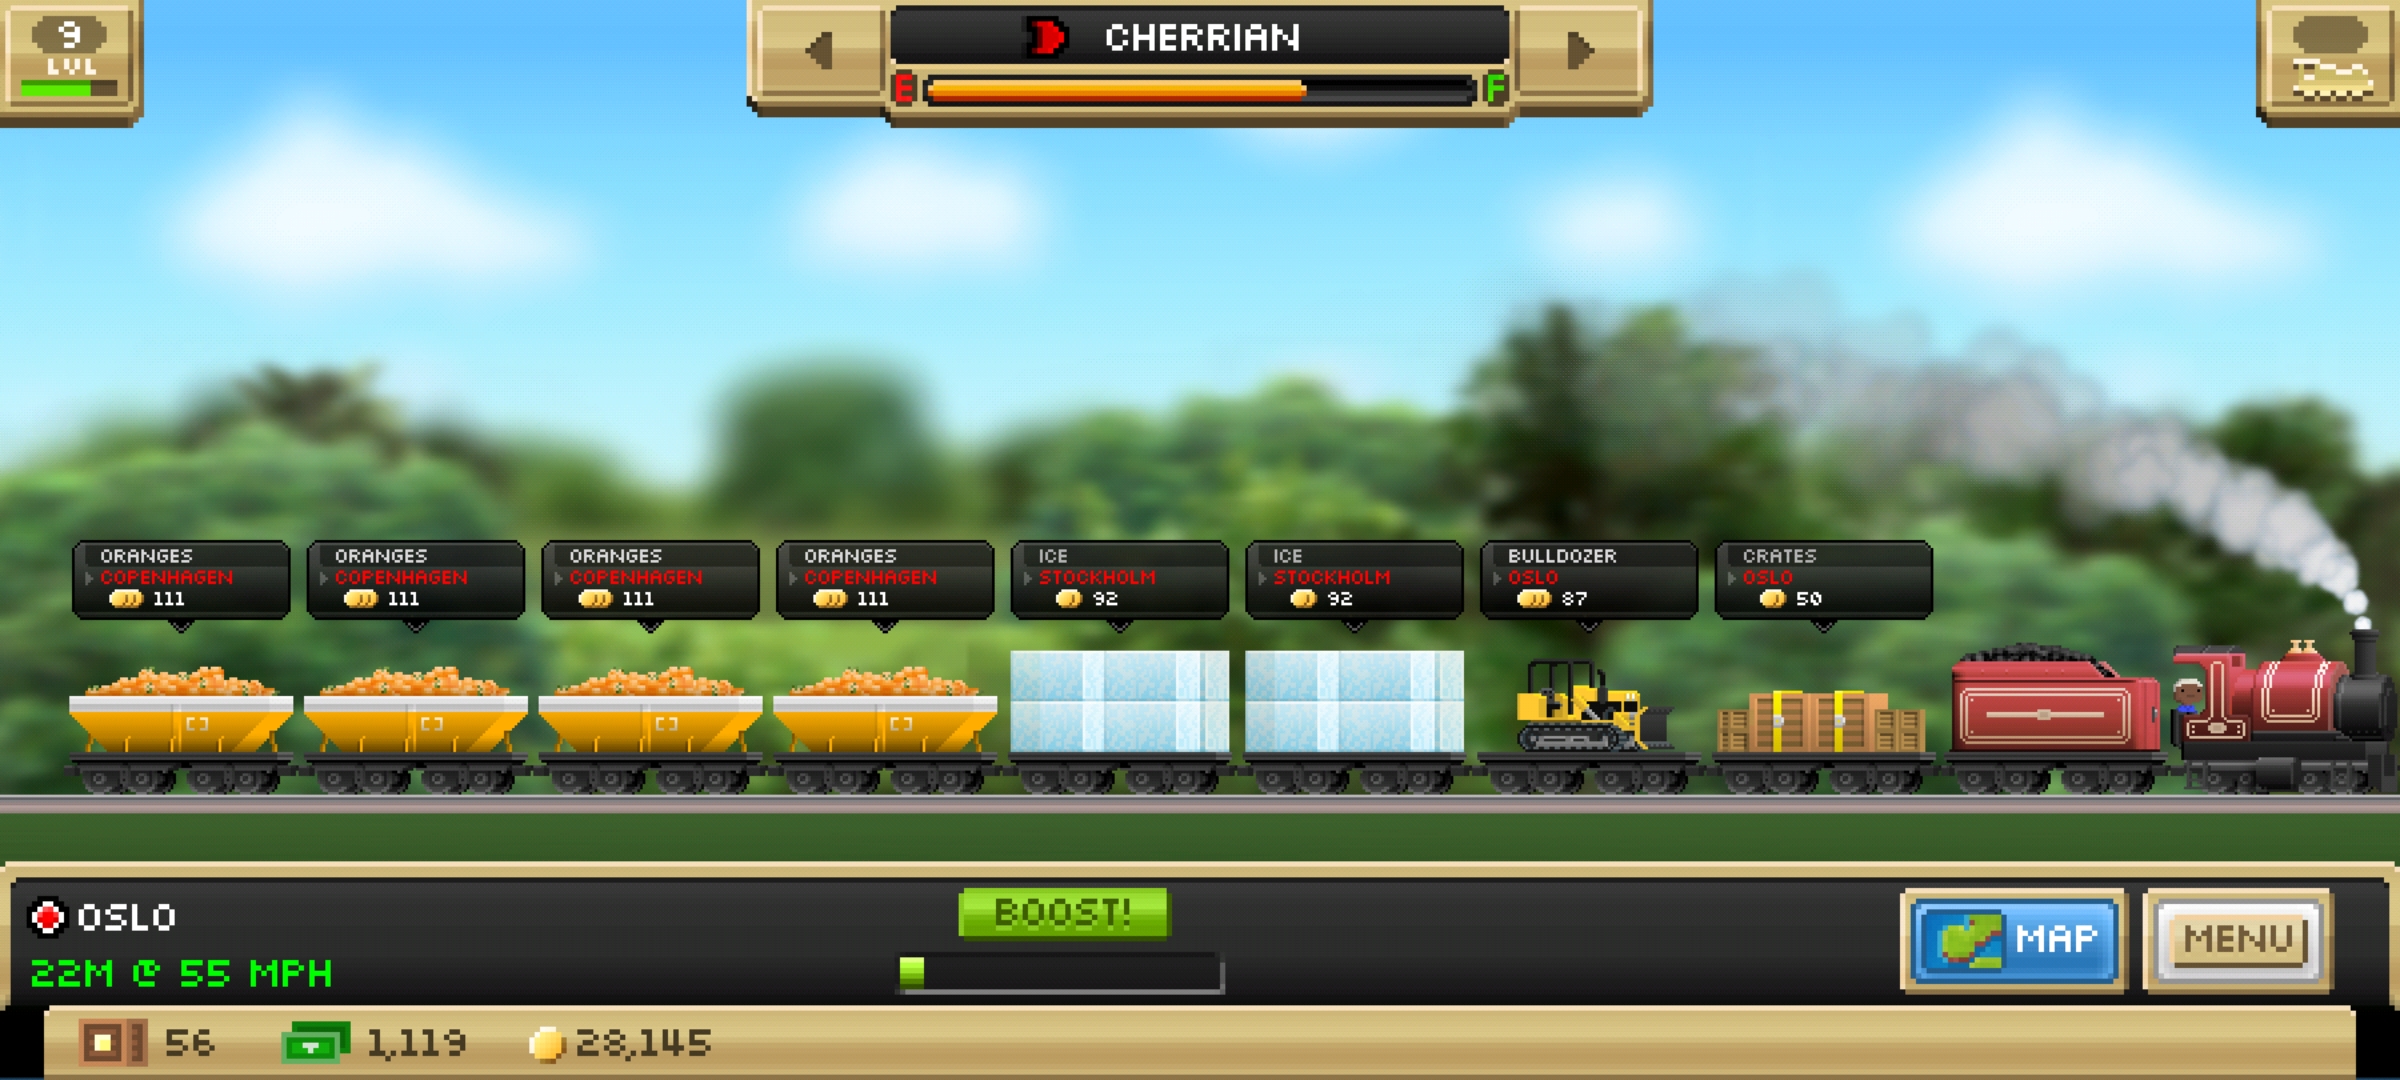 9
LVL
CHERRIAN
E F
ORANGES
COPENHAGEN
111
ORANGES
COPENHAGEN
111
ORANGES
COPENHAGEN
111
ORANGES
COPENHAGEN
111
ICE
STOCKHOLM
92
ICE
STOCKHOLM
92
BULLDOZER
OSLO
87
CRATES
OSLO
50
OSLO
22M @ 55 MPH
BOOST!
MAP
MENU
56 1,119 28,145